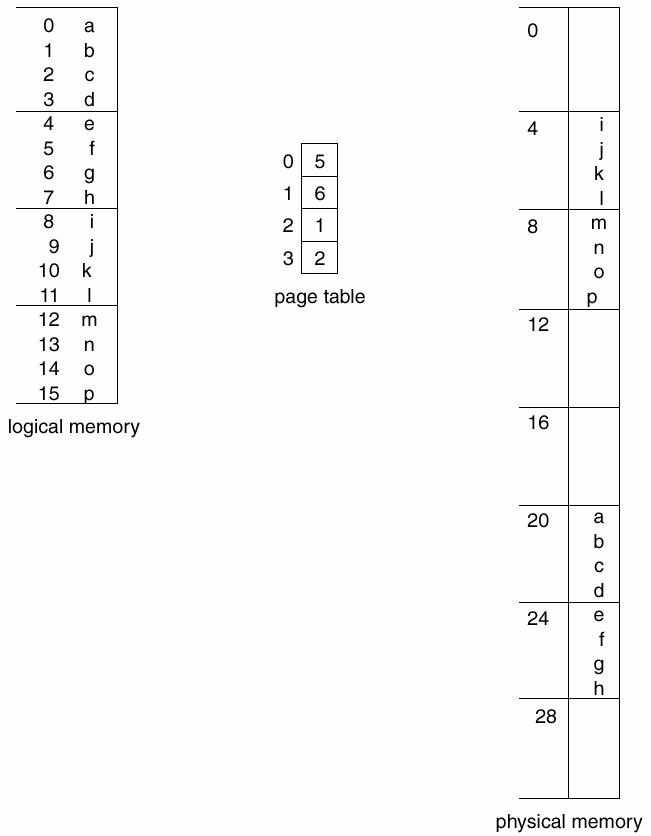 0 a
1 b
2 c
3 d
4 e
5 f
6 g
7 h
8 i
9 j
10 k
11 l
12 m
13 n
14 o
15 p
logical memory
0 5
1 6
2 1
3 2
page table
0
4 i
j
k
l
8 m
n
o
p
12
16
20 a
b
c
d
24 e
f
g
h
28
physical memory